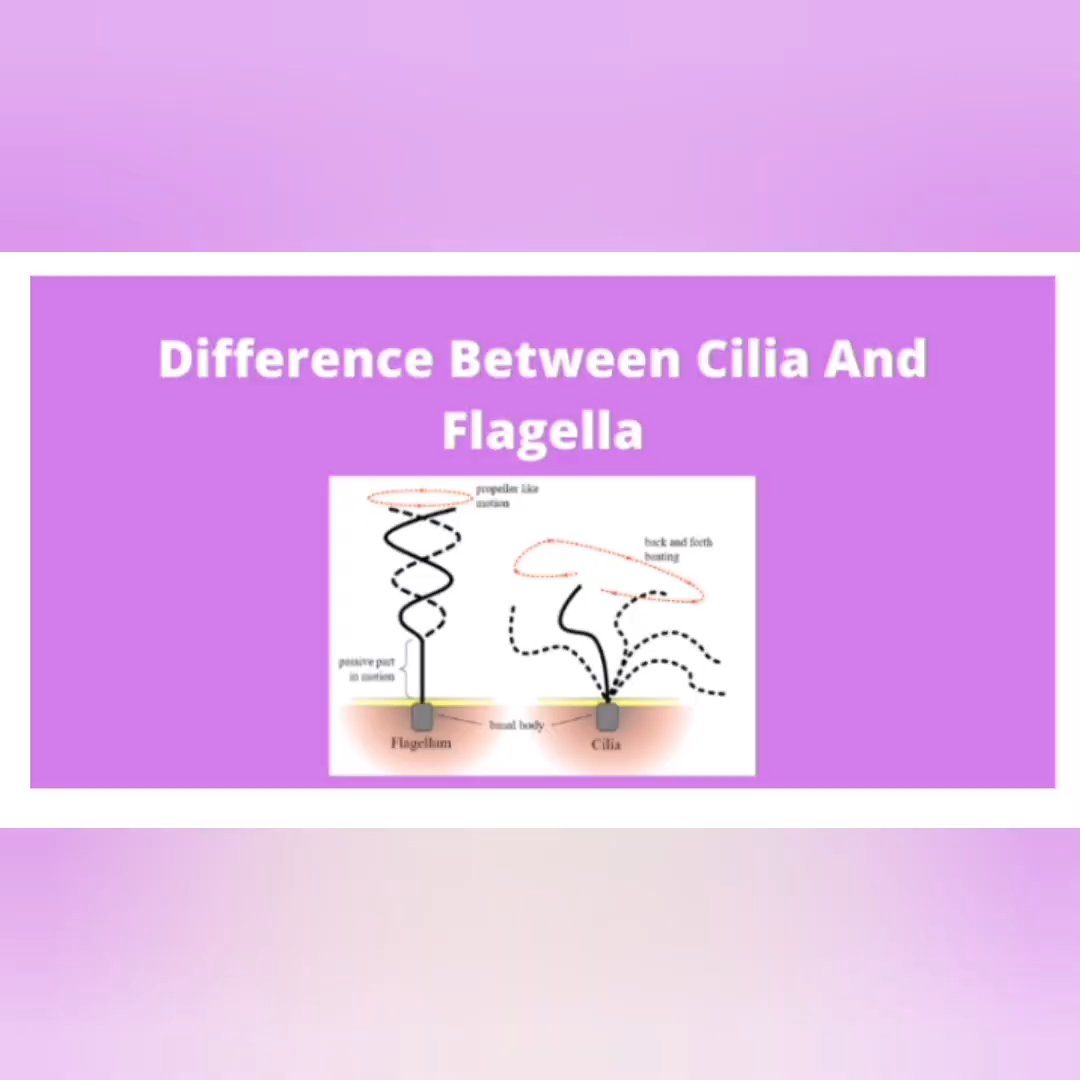 Difference Between Cilia And
Flagella
propeller like
motion
back and forth
beating
passive part
in motion
basal body
Flagellum
Cilia